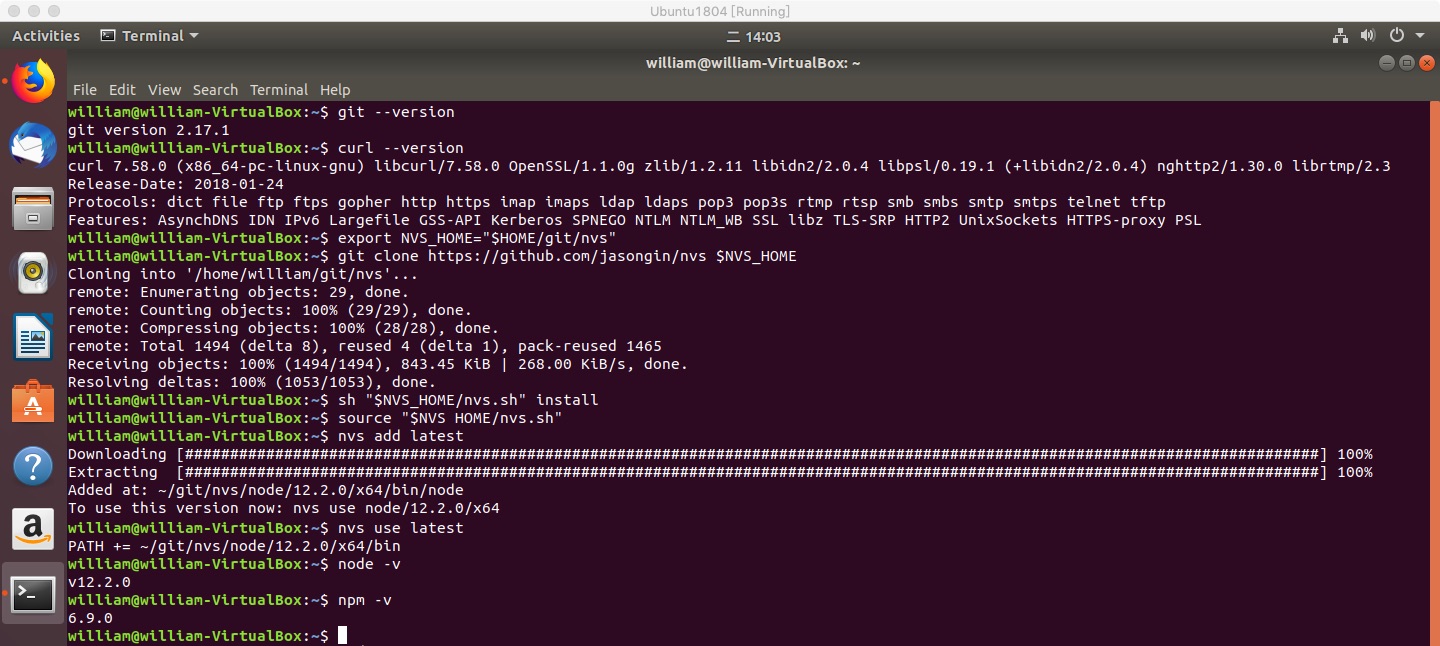 Ubuntu1804 [Running]
Activities Terminal 二 14:03
william@william-VirtualBox: ~
File Edit View Search Terminal Help
william@william-VirtualBox:~$ git --version
git version 2.17.1
william@william-VirtualBox:~$ curl --version
curl 7.58.0 (x86_64-pc-linux-gnu) libcurl/7.58.0 OpenSSL/1.1.0g zlib/1.2.11 libidn2/2.0.4 libpsl/0.19.1 (+libidn2/2.0.4) nghttp2/1.30.0 librtmp/2.3
Release-Date: 2018-01-24
Protocols: dict file ftp ftps gopher http https imap imaps ldap ldaps pop3 pop3s rtmp rtsp smb smbs smtp smtps telnet tftp
Features: AsynchDNS IDN IPv6 Largefile GSS-API Kerberos SPNEGO NTLM NTLM_WB SSL libz TLS-SRP HTTP2 UnixSockets HTTPS-proxy PSL
william@william-VirtualBox:~$ export NVS_HOME="$HOME/git/nvs"
william@william-VirtualBox:~$ git clone https://github.com/jasongin/nvs $NVS_HOME
Cloning into '/home/william/git/nvs'...
remote: Enumerating objects: 29, done.
remote: Counting objects: 100% (29/29), done.
remote: Compressing objects: 100% (28/28), done.
remote: Total 1494 (delta 8), reused 4 (delta 1), pack-reused 1465
Receiving objects: 100% (1494/1494), 843.45 KiB | 268.00 KiB/s, done.
Resolving deltas: 100% (1053/1053), done.
william@william-VirtualBox:~$ sh "$NVS_HOME/nvs.sh" install
william@william-VirtualBox:~$ source "$NVS HOME/nvs.sh"
william@william-VirtualBox:~$ nvs add latest
Downloading [##############################################################################################################################] 100%
Extracting  [##############################################################################################################################] 100%
Added at: ~/git/nvs/node/12.2.0/x64/bin/node
To use this version now: nvs use node/12.2.0/x64
william@william-VirtualBox:~$ nvs use latest
PATH += ~/git/nvs/node/12.2.0/x64/bin
william@william-VirtualBox:~$ node -v
v12.2.0
william@william-VirtualBox:~$ npm -v
6.9.0
william@william-VirtualBox:~$